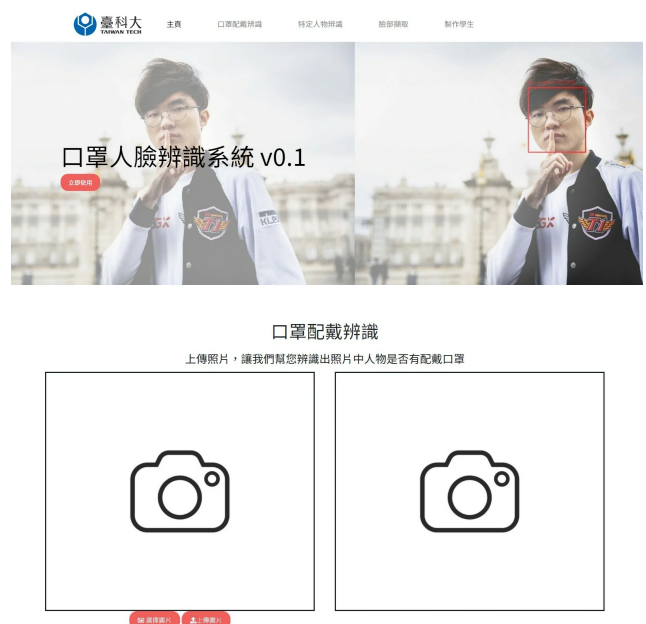 臺科大
TAIWAN TECH
主頁
口罩配戴辨識
特定人物辨識
臉部擷取
製作學生
口罩人臉辨識系統 v0.1
立即使用
口罩配戴辨識
上傳照片，讓我們幫您辨識出照片中人物是否有配戴口罩
選擇圖片
上傳圖片